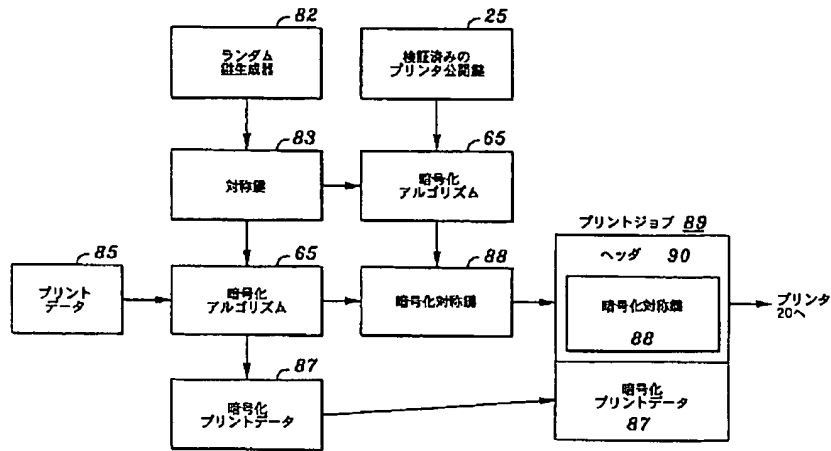 82
ランダム
鍵生成器
25
検証済みの
プリンタ公開鍵
83
対称鍵
65
暗号化
アルゴリズム
プリントジョブ 89
85
プリント
データ
65
暗号化
アルゴリズム
88
暗号化対称鍵
ヘッダ 90
暗号化対称鍵
88
プリンタ
20へ
87
暗号化
プリントデータ
暗号化
プリントデータ
87